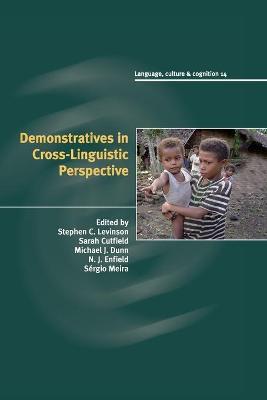 Language, culture & cognition 14
Demonstratives in
Cross-Linguistic
Perspective
Edited by
Stephen C. Levinson
Sarah Cutfield
Michael J. Dunn
N. J. Enfield
Sérgio Meira